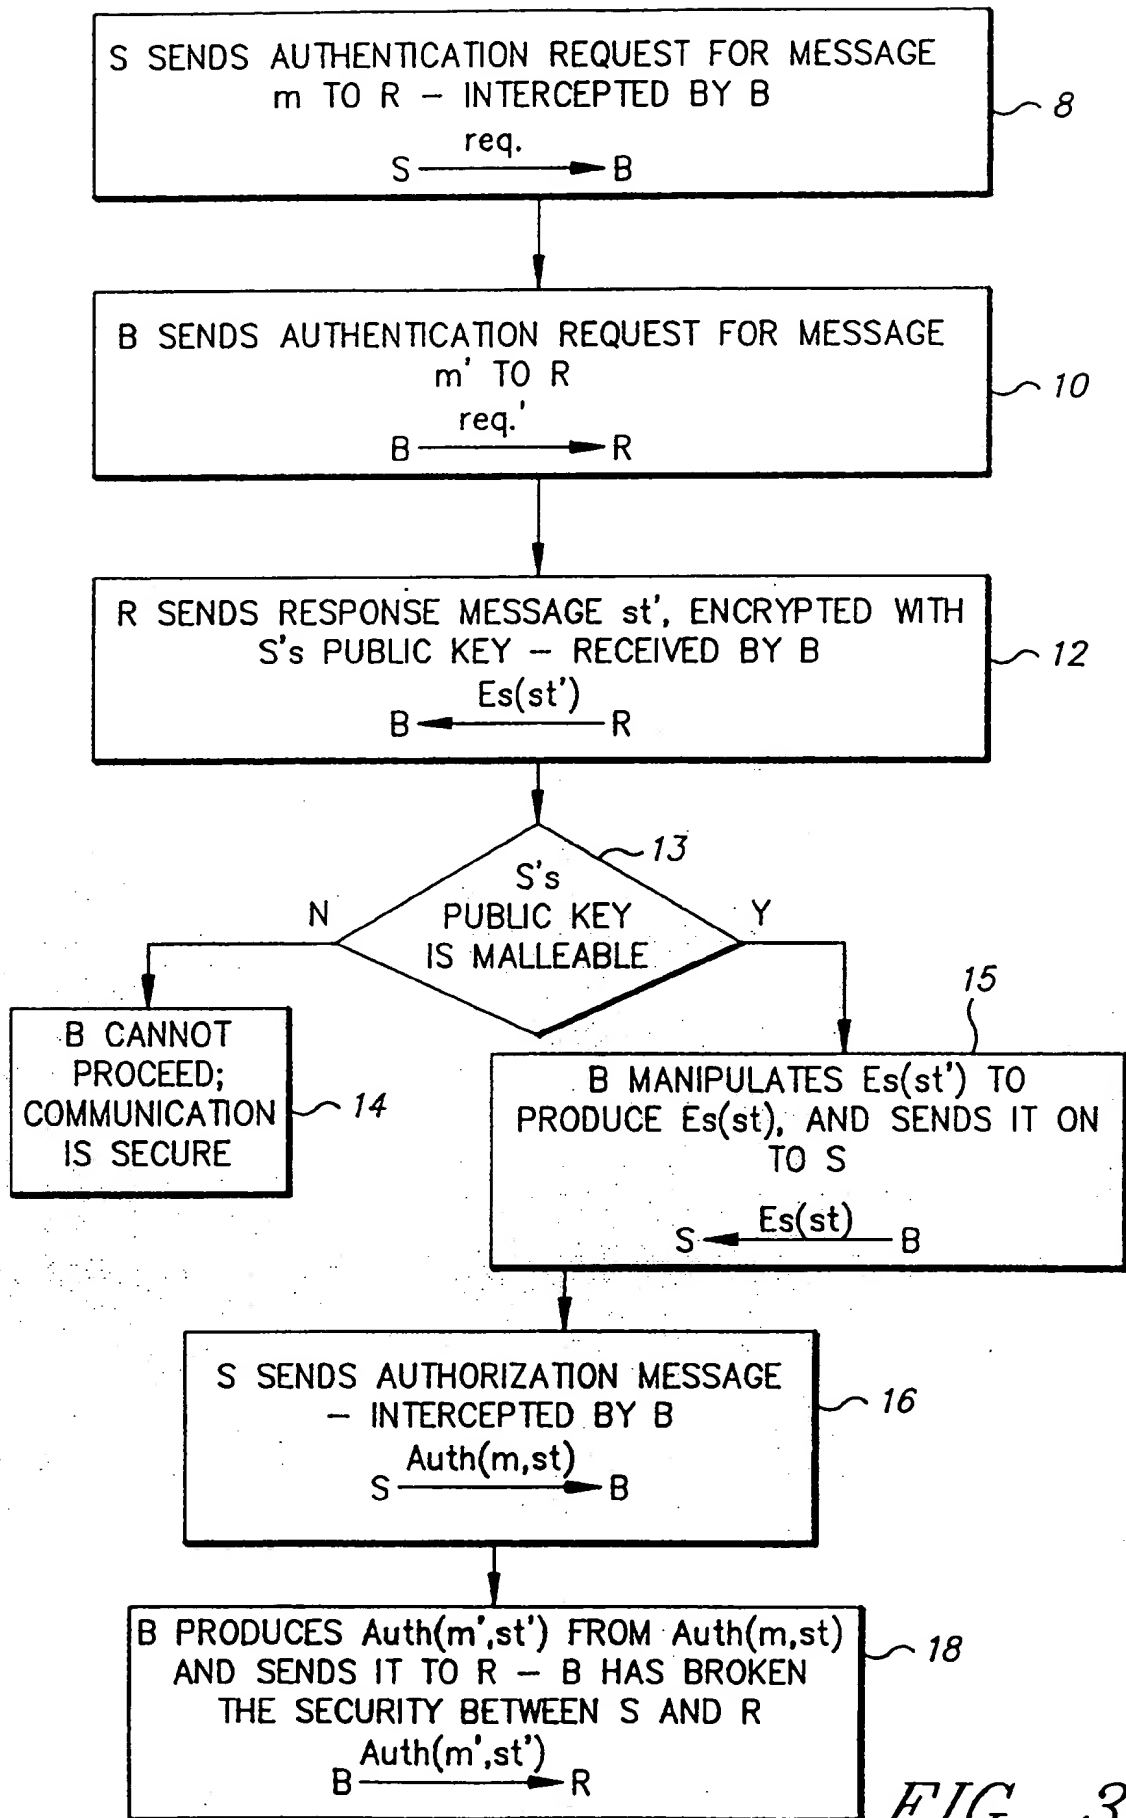 S SENDS AUTHENTICATION REQUEST FOR MESSAGE
m TO R – INTERCEPTED BY B
req.
S B
8
B SENDS AUTHENTICATION REQUEST FOR MESSAGE
m' TO R
req.'
B R
10
R SENDS RESPONSE MESSAGE st', ENCRYPTED WITH
S's PUBLIC KEY – RECEIVED BY B
Es(st')
B R
12
13
S's
PUBLIC KEY
IS MALLEABLE
N
Y
B CANNOT
PROCEED;
COMMUNICATION
IS SECURE
14
15
B MANIPULATES Es(st') TO
PRODUCE Es(st), AND SENDS IT ON
TO S
Es(st)
S B
S SENDS AUTHORIZATION MESSAGE
– INTERCEPTED BY B
Auth(m,st)
S B
16
B PRODUCES Auth(m',st') FROM Auth(m,st)
AND SENDS IT TO R – B HAS BROKEN
THE SECURITY BETWEEN S AND R
Auth(m',st')
B R
18
FIG. 3